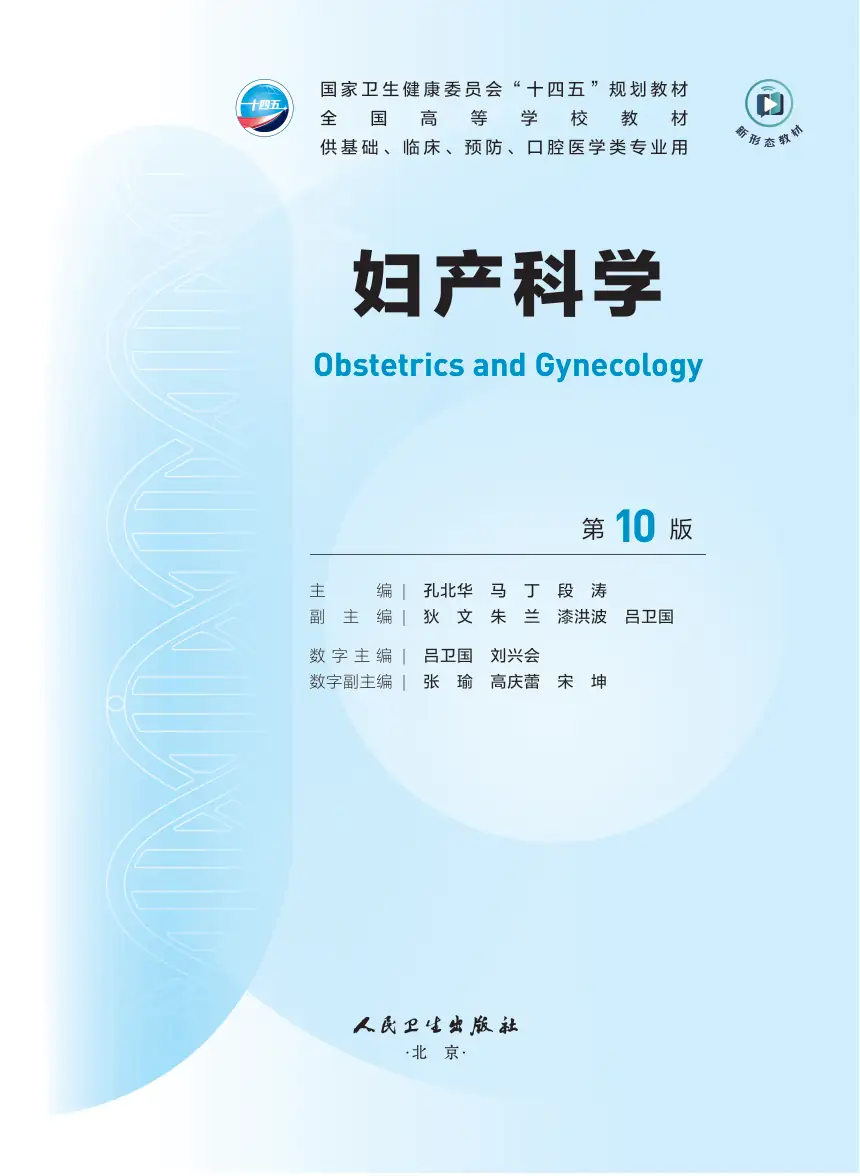 国家卫生健康委员会“十四五”规划教材
全国高等学校教材
供基础、临床、预防、口腔医学类专业用
十四五
新形态教材
妇产科学
Obstetrics and Gynecology
第10版
主编| 孔北华 马丁 段涛
副主编| 狄文 朱兰 漆洪波 吕卫国
数字主编| 吕卫国 刘兴会
数字副主编| 张瑜 高庆蕾 宋坤
人民卫生出版社
·北京·